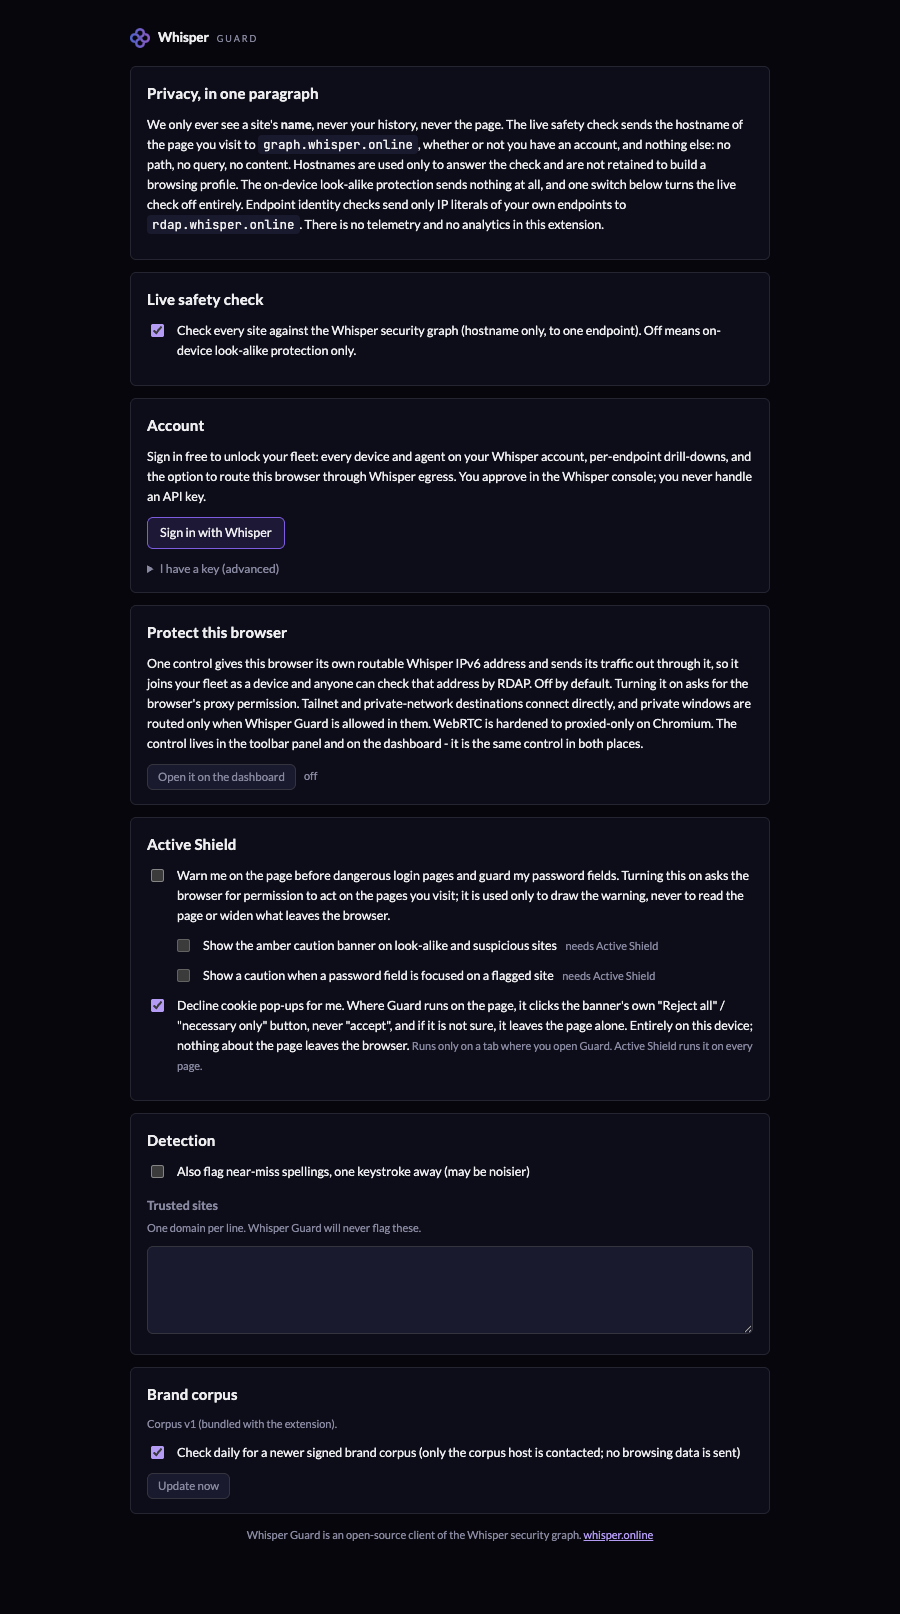 Whisper GUARD
Privacy, in one paragraph
We only ever see a site's name, never your history, never the page. The live safety check sends the hostname of
the page you visit to graph.whisper.online, whether or not you have an account, and nothing else: no
path, no query, no content. Hostnames are used only to answer the check and are not retained to build a
browsing profile. The on-device look-alike protection sends nothing at all, and one switch below turns the live
check off entirely. Endpoint identity checks send only IP literals of your own endpoints to
rdap.whisper.online. There is no telemetry and no analytics in this extension.
Live safety check
Check every site against the Whisper security graph (hostname only, to one endpoint). Off means on-
device look-alike protection only.
Account
Sign in free to unlock your fleet: every device and agent on your Whisper account, per-endpoint drill-downs, and
the option to route this browser through Whisper egress. You approve in the Whisper console; you never handle
an API key.
Sign in with Whisper
I have a key (advanced)
Protect this browser
One control gives this browser its own routable Whisper IPv6 address and sends its traffic out through it, so it
joins your fleet as a device and anyone can check that address by RDAP. Off by default. Turning it on asks for the
browser's proxy permission. Tailnet and private-network destinations connect directly, and private windows are
routed only when Whisper Guard is allowed in them. WebRTC is hardened to proxied-only on Chromium. The
control lives in the toolbar panel and on the dashboard - it is the same control in both places.
Open it on the dashboard off
Active Shield
Warn me on the page before dangerous login pages and guard my password fields. Turning this on asks the
browser for permission to act on the pages you visit; it is used only to draw the warning, never to read the
page or widen what leaves the browser.
Show the amber caution banner on look-alike and suspicious sites needs Active Shield
Show a caution when a password field is focused on a flagged site needs Active Shield
Decline cookie pop-ups for me. Where Guard runs on the page, it clicks the banner's own "Reject all" /
"necessary only" button, never "accept", and if it is not sure, it leaves the page alone. Entirely on this device;
nothing about the page leaves the browser. Runs only on a tab where you open Guard. Active Shield runs it on every
page.
Detection
Also flag near-miss spellings, one keystroke away (may be noisier)
Trusted sites
One domain per line. Whisper Guard will never flag these.
Brand corpus
Corpus v1 (bundled with the extension).
Check daily for a newer signed brand corpus (only the corpus host is contacted; no browsing data is sent)
Update now
Whisper Guard is an open-source client of the Whisper security graph. whisper.online